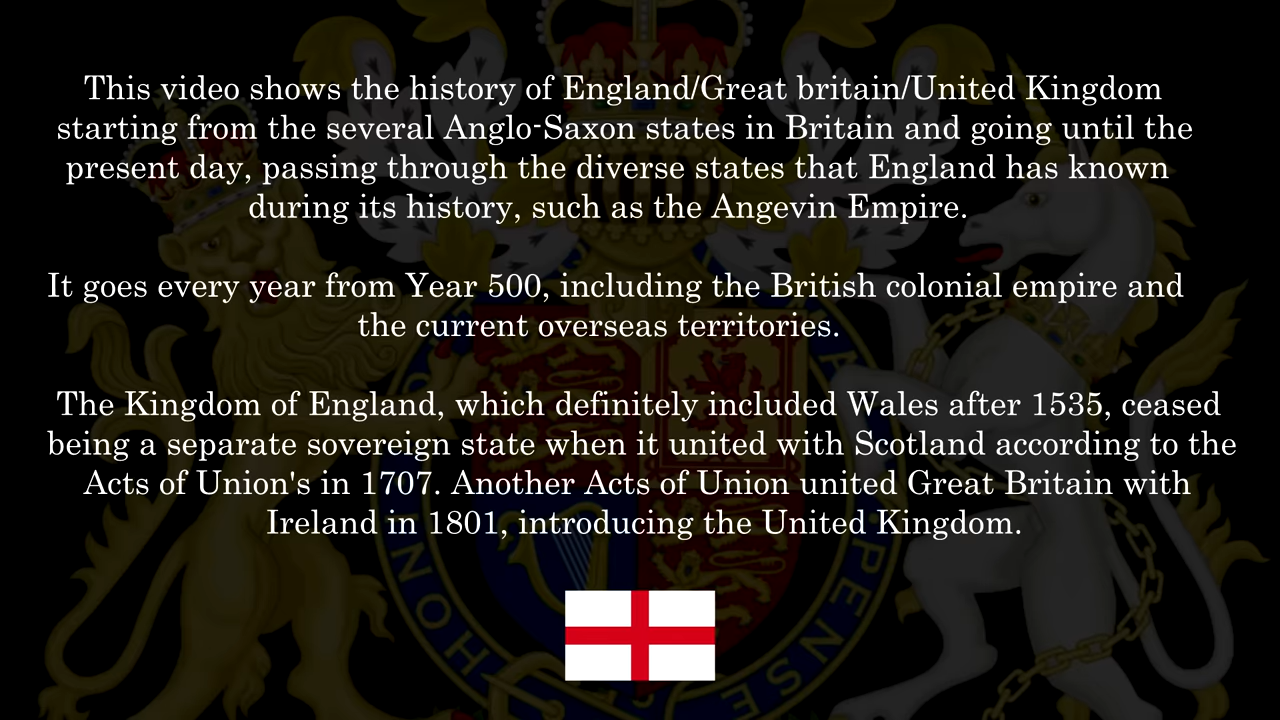 This video shows the history of England/Great britain/United Kingdom
starting from the several Anglo-Saxon states in Britain and going until the
present day, passing through the diverse states that England has known
during its history, such as the Angevin Empire.
It goes every year from Year 500, including the British colonial empire and
the current overseas territories.
The Kingdom of England, which definitely included Wales after 1535, ceased
being a separate sovereign state when it united with Scotland according to the
Acts of Union's in 1707. Another Acts of Union united Great Britain with
Ireland in 1801, introducing the United Kingdom.
HON
PENSE